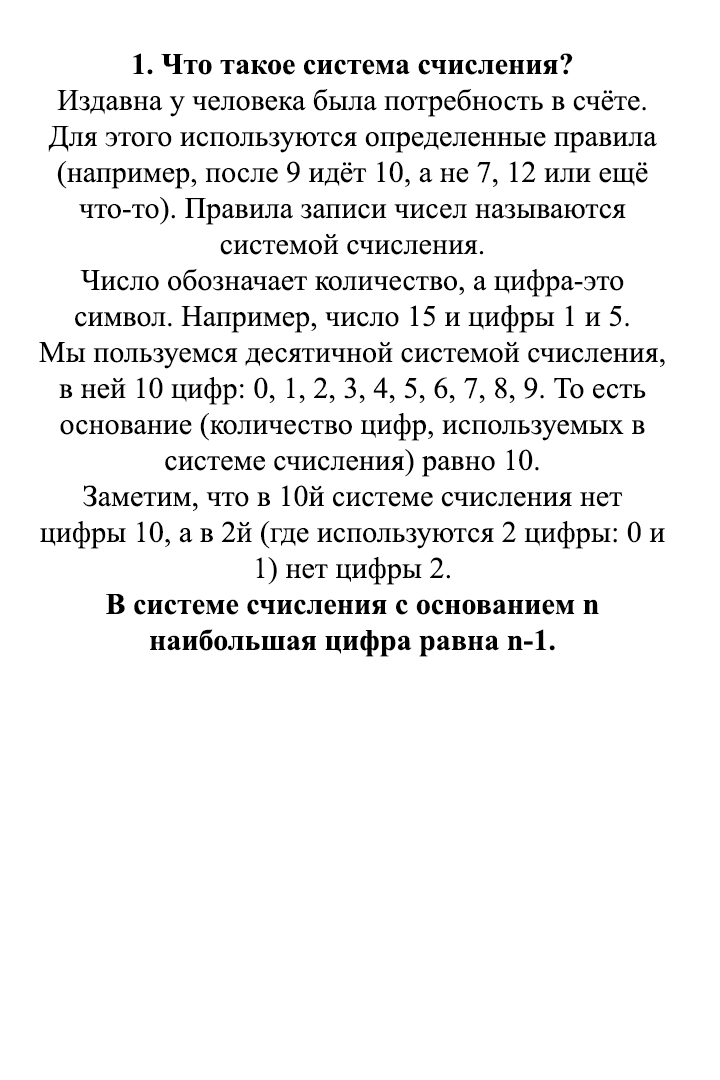 1. Что такое система счисления?
Издавна у человека была потребность в счёте.
Для этого используются определенные правила
(например, после 9 идёт 10, а не 7, 12 или ещё
что-то). Правила записи чисел называются
системой счисления.
Число обозначает количество, а цифра-это
символ. Например, число 15 и цифры 1 и 5.
Мы пользуемся десятичной системой счисления,
в ней 10 цифр: 0, 1, 2, 3, 4, 5, 6, 7, 8, 9. То есть
основание (количество цифр, используемых в
системе счисления) равно 10.
Заметим, что в 10й системе счисления нет
цифры 10, а в 2й (где используются 2 цифры: 0 и
1) нет цифры 2.
В системе счисления с основанием n
наибольшая цифра равна n-1.